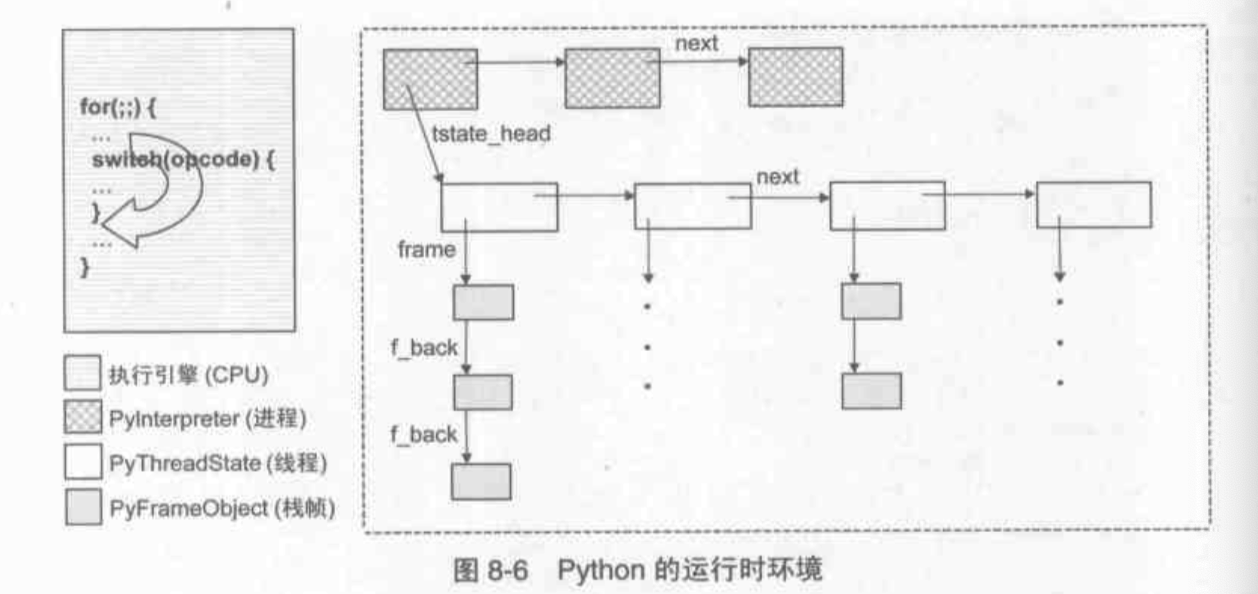 for(;;) {
...
switch(opcode) {
...
}
...
}
next
tstate_head
next
frame
f_back
f_back
执行引擎 (CPU)
PyInterpreter (进程)
PyThreadState (线程)
PyFrameObject (栈帧)
图 8-6 Python 的运行时环境